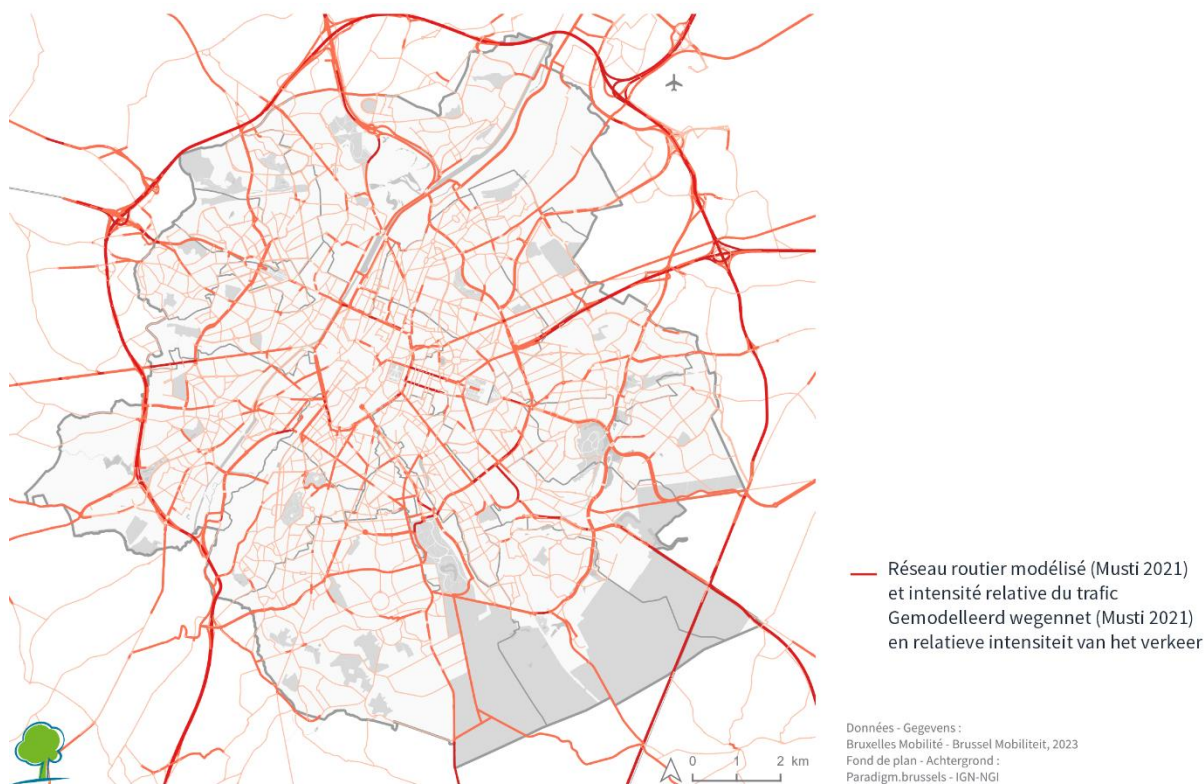 Réseau routier modélisé (Musti 2021)
et intensité relative du trafic
Gemodelleerd wegennet (Musti 2021)
en relatieve intensiteit van het verkeer
Données - Gegevens :
Bruxelles Mobilité - Brussel Mobiliteit, 2023
Fond de plan - Achtergrond :
Paradigm.brussels - IGN-NGI
0 1 2 km